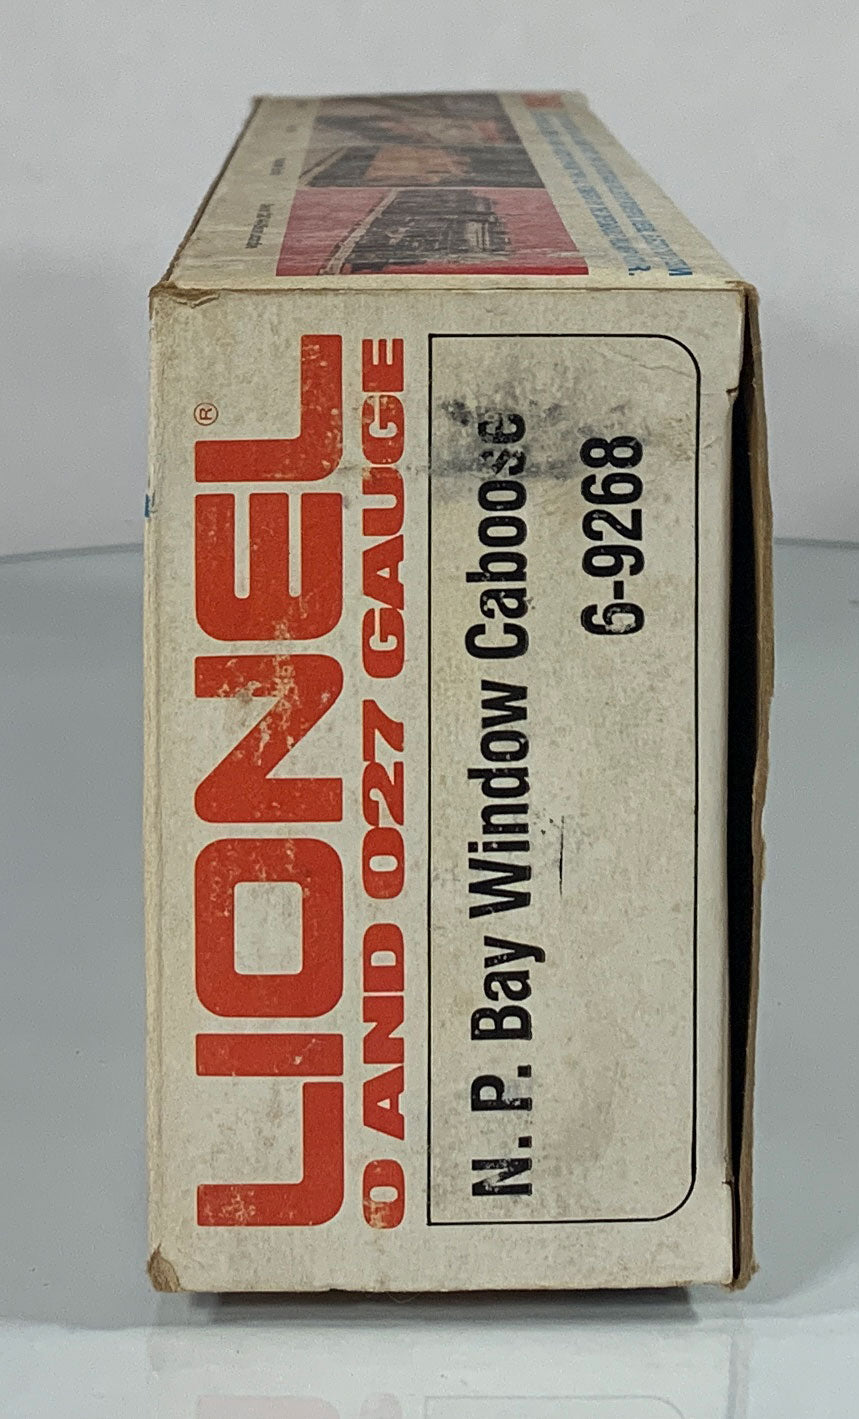 LIONEL®
O AND O27 GAUGE
N. P. Bay Window Caboose
6-9268